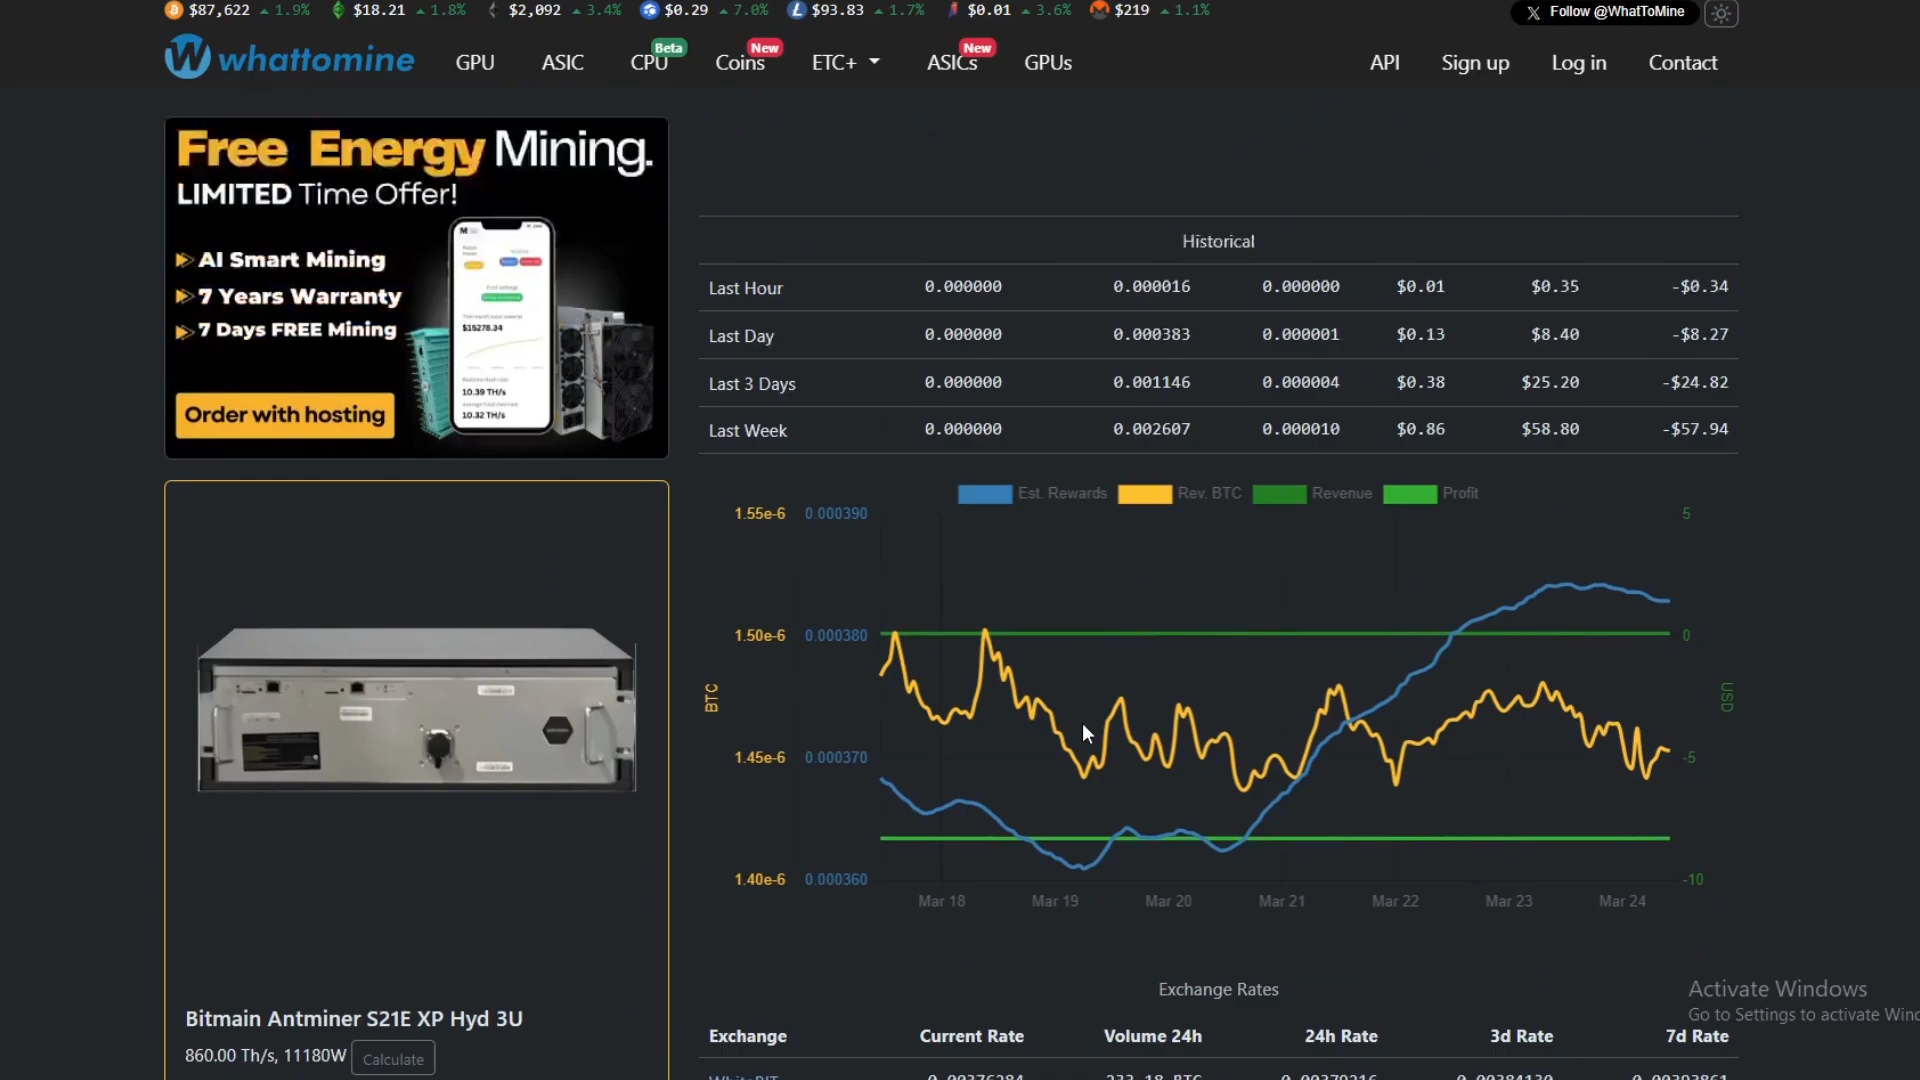 $87,622 ▲ 1.9% $18.21 ▲ 1.8% $2,092 ▲ 3.4% $0.29 ▲ 7.0% $93.83 ▲ 1.7% $0.01 ▲ 3.6% $219 ▲ 1.1%
Follow @WhatToMine
whattomine
GPU ASIC CPU Beta Coins New ETC+ ASICs New GPUs API Sign up Log in Contact
Free Energy Mining.
LIMITED Time Offer!
AI Smart Mining
7 Years Warranty
7 Days FREE Mining
$15278.34
10.39 TH/s
10.32 TH/s
Order with hosting
Historical
Last Hour 0.000000 0.000016 0.000000 $0.01 $0.35 -$0.34
Last Day 0.000000 0.000383 0.000001 $0.13 $8.40 -$8.27
Last 3 Days 0.000000 0.001146 0.000004 $0.38 $25.20 -$24.82
Last Week 0.000000 0.002607 0.000010 $0.86 $58.80 -$57.94
Est. Rewards Rev. BTC Revenue Profit
1.55e-6 0.000390 5
1.50e-6 0.000380 0
BTC
USD
1.45e-6 0.000370 -5
1.40e-6 0.000360 -10
Mar 18 Mar 19 Mar 20 Mar 21 Mar 22 Mar 23 Mar 24
Bitmain Antminer S21E XP Hyd 3U
860.00 Th/s, 11180W Calculate
Exchange Rates
Exchange Current Rate Volume 24h 24h Rate 3d Rate 7d Rate
Activate Windows
Go to Settings to activate Winc